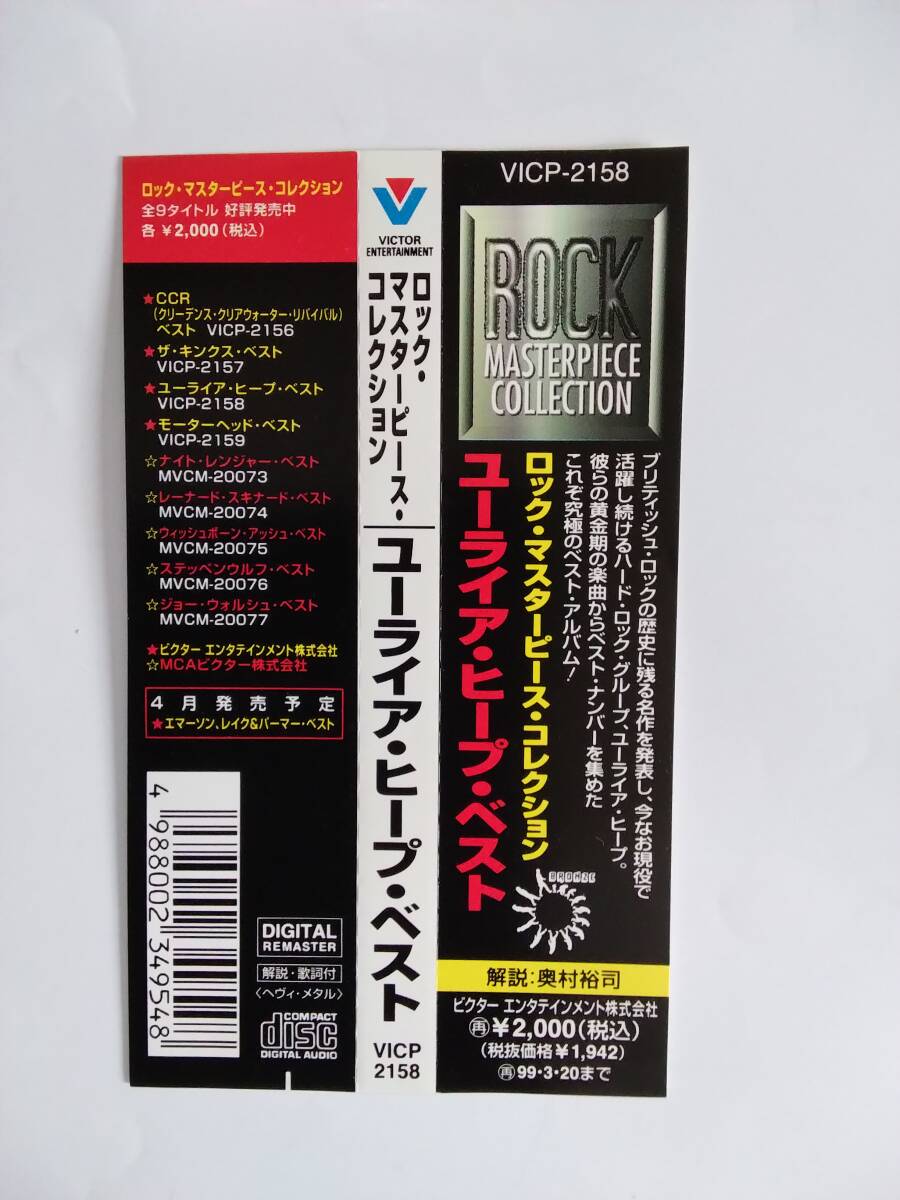 ロック・マスターピース・コレクション
全9タイトル 好評発売中
各 ¥2,000(税込)
★CCR
(クリーデンス・クリアウォーター・リバイバル)
ベスト VICP-2156
★ザ・キンクス・ベスト
VICP-2157
★ユーライア・ヒープ・ベスト
VICP-2158
★モーターヘッド・ベスト
VICP-2159
☆ナイト・レンジャー・ベスト
MVCM-20073
☆レーナード・スキナード・ベスト
MVCM-20074
☆ウィッシュボーン・アッシュ・ベスト
MVCM-20075
☆ステッペンウルフ・ベスト
MVCM-20076
☆ジョー・ウォルシュ・ベスト
MVCM-20077
★ビクター エンタテインメント株式会社
☆MCAビクター株式会社
4月発売予定
★エマーソン、レイク&パーマー・ベスト
4 988002 349548
DIGITAL
REMASTER
解説・歌詞付
〈ヘヴィ・メタル〉
COMPACT
disc
DIGITAL AUDIO
VICTOR
ENTERTAINMENT
ロック・
マスターピース・
コレクション
ユーライア・ヒープ・ベスト
VICP
2158
VICP-2158
ROCK
MASTERPIECE
COLLECTION
ブリティッシュ・ロックの歴史に残る名作を発表し、今なお現役で
活躍し続けるハード・ロック・グループ、ユーライア・ヒープ。
彼らの黄金期の楽曲からベスト・ナンバーを集めた
これぞ究極のベスト・アルバム!
ロック・マスターピース・コレクション
ユーライア・ヒープ・ベスト
BRONZE
解説:奥村裕司
ビクター エンタテインメント株式会社
再¥2,000(税込)
(税抜価格¥1,942)
再99・3・20まで